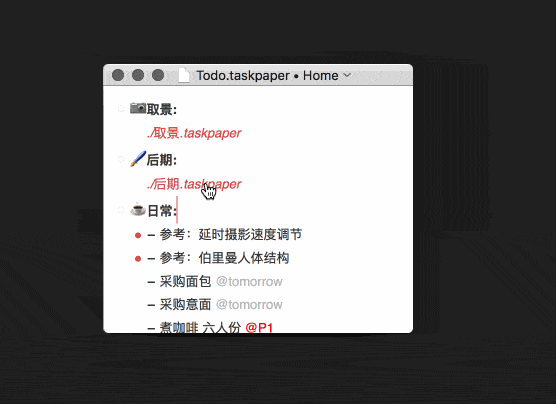 Todo.taskpaper • Home
取景:
./取景.taskpaper
后期:
./后期.taskpaper
日常:
– 参考：延时摄影速度调节
– 参考：伯里曼人体结构
– 采购面包 @tomorrow
– 采购意面 @tomorrow
– 煮咖啡 六人份 @P1